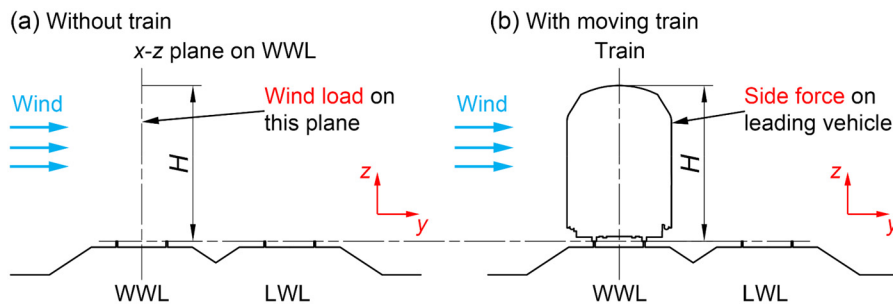 (a) Without train
x-z plane on WWL
Wind
Wind load on
this plane
H
z
y
WWL
LWL
(b) With moving train
Train
Wind
Side force on
leading vehicle
H
z
y
WWL
LWL